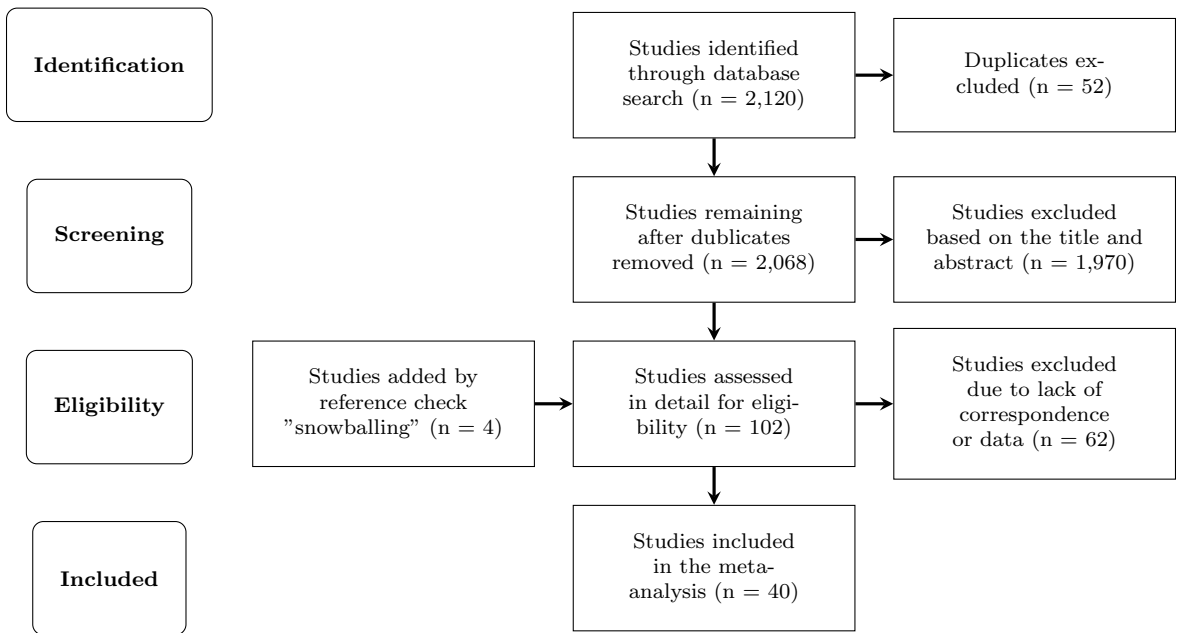 Identification
Studies identified
through database
search (n = 2,120)
Duplicates ex-
cluded (n = 52)
Screening
Studies remaining
after dublicates
removed (n = 2,068)
Studies excluded
based on the title and
abstract (n = 1,970)
Eligibility
Studies added by
reference check
”snowballing” (n = 4)
Studies assessed
in detail for eligi-
bility (n = 102)
Studies excluded
due to lack of
correspondence
or data (n = 62)
Included
Studies included
in the meta-
analysis (n = 40)